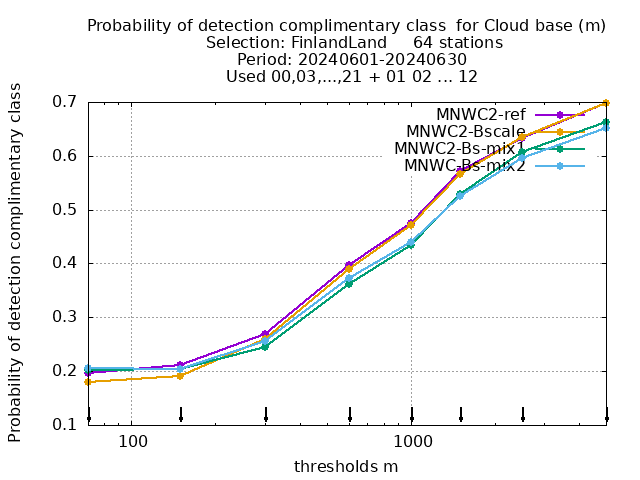 Probability of detection complimentary class  for Cloud base (m)
Selection: FinlandLand     64 stations
Period: 20240601-20240630
Used 00,03,...,21 + 01 02 ... 12
Probability of detection complimentary class
0.7
0.6
0.5
0.4
0.3
0.2
0.1
MNWC2-ref
MNWC2-Bscale
MNWC2-Bs-mix1
MNWC-Bs-mix2
100
1000
thresholds m